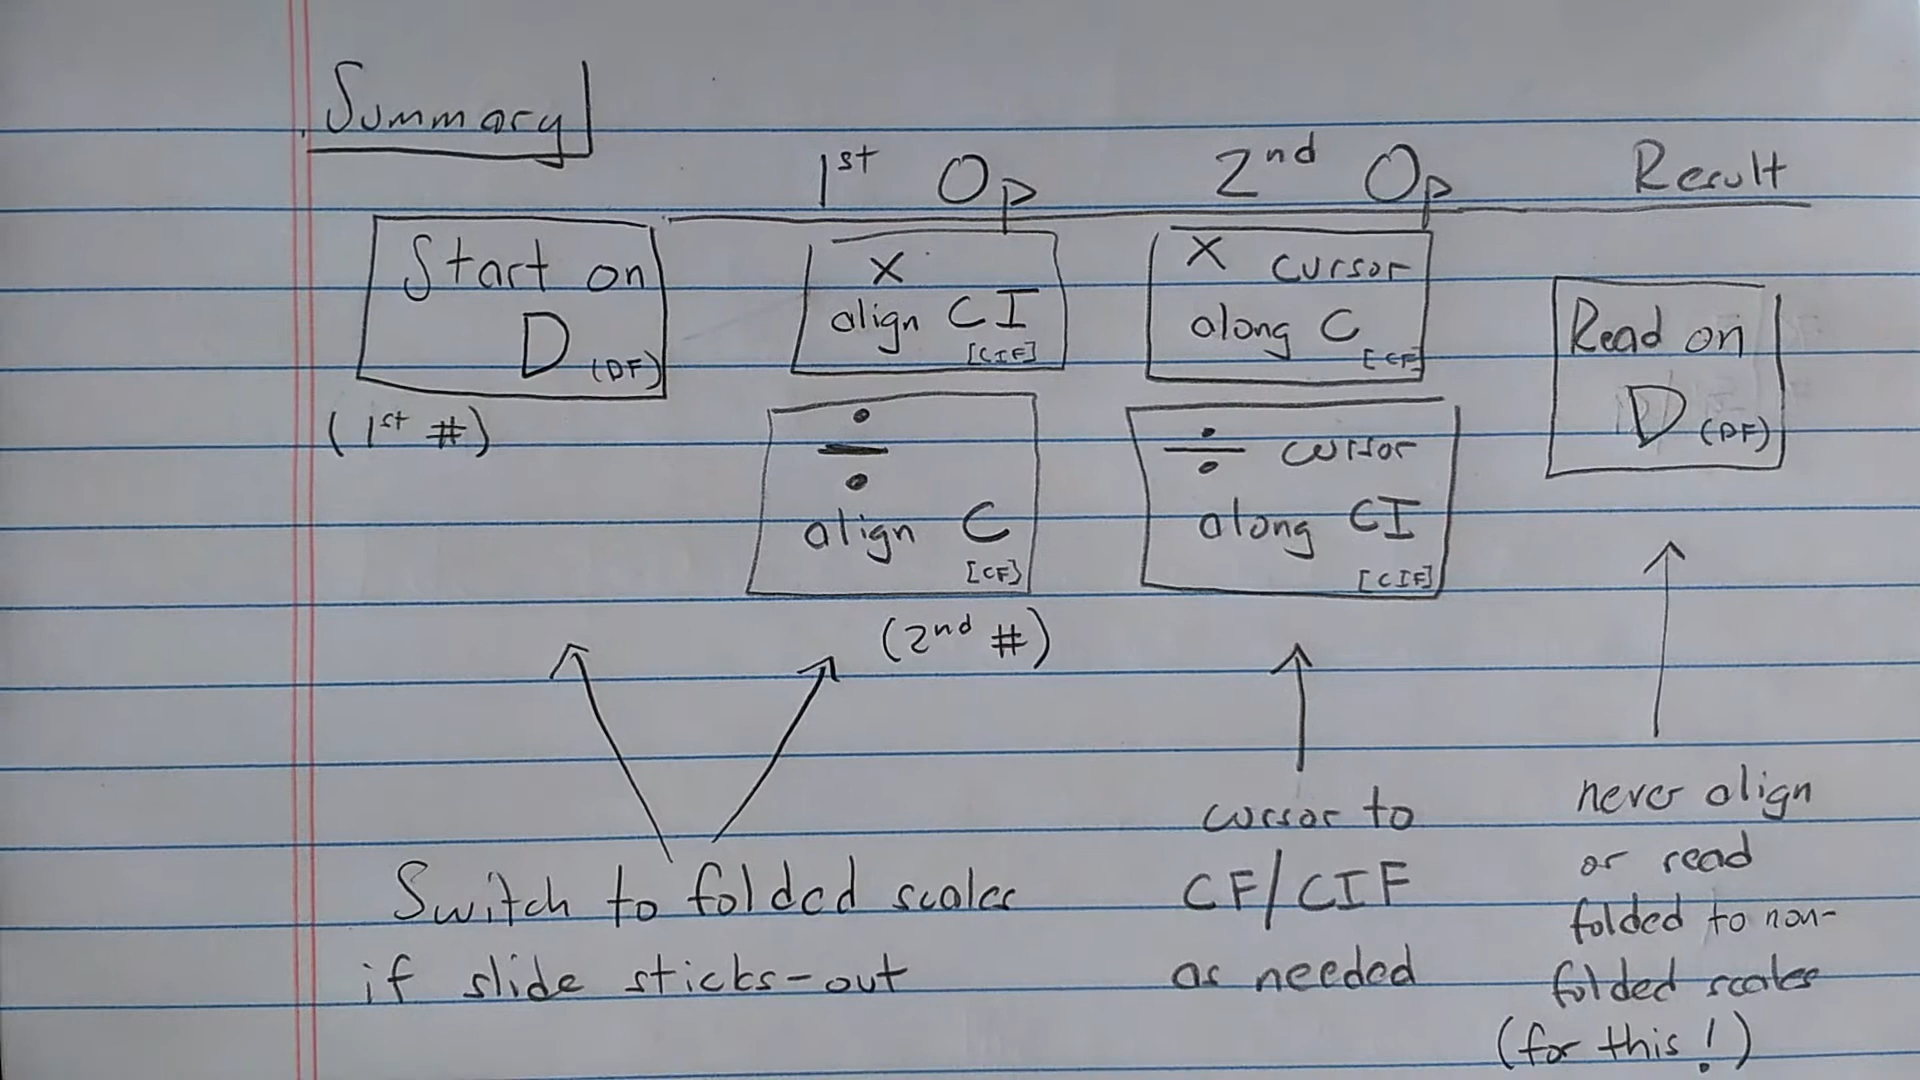 Summary
1st Op 2nd Op Result
Start on
D (DF)
(1st #)
×
align CI
[CIF]
÷
align C
[CF]
(2nd #)
× cursor
along C
[CF]
÷ cursor
along CI
[CIF]
Read on
D (DF)
Switch to folded scales
if slide sticks-out
cursor to
CF/CIF
as needed
never align
or read
folded to non-
folded scales
(for this!)